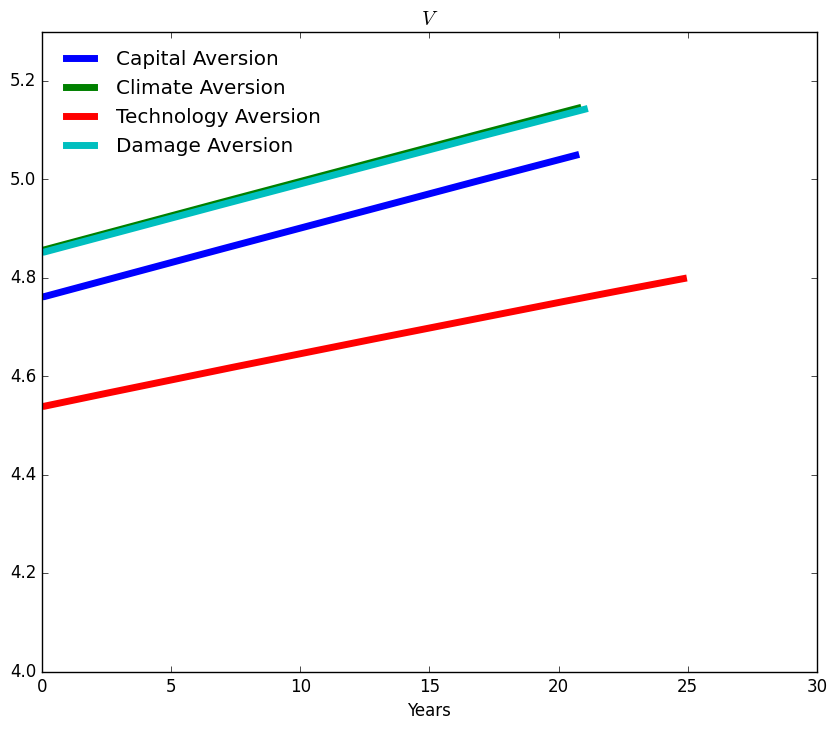 V
Capital Aversion
Climate Aversion
Technology Aversion
Damage Aversion
5.2
5.0
4.8
4.6
4.4
4.2
4.0
0 5 10 15 20 25 30
Years